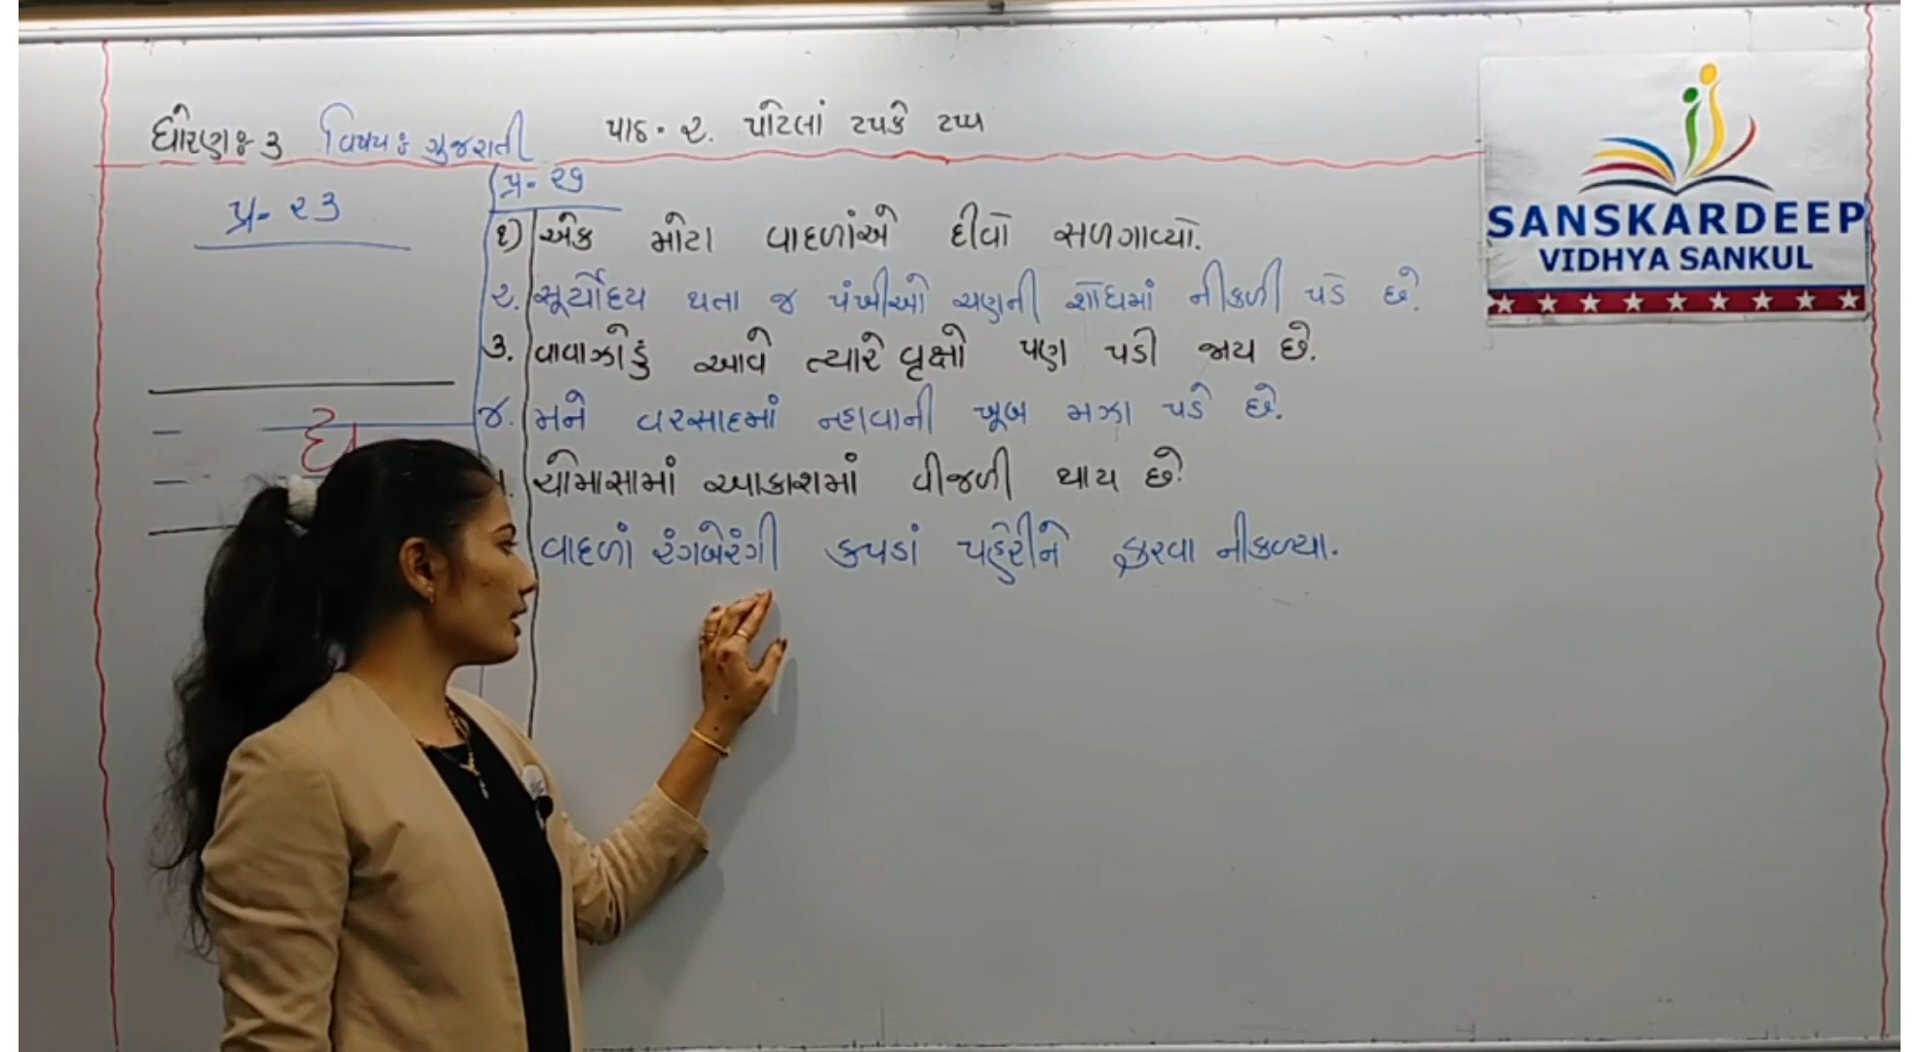 ધોરણઃ ૩ વિષયઃ ગુજરાતી પાઠ - ૨. પાંદલાં ટપકે ટપ
પ્ર - ૨૩
પ્ર - ૨૧
૧) એક મોટા વાદળાંએ દીવો સળગાવ્યો.
૨. સૂર્યોદય થતા જ પંખીઓ ચણની શોધમાં નીકળી પડે છે.
૩. વાવાઝોડું આવે ત્યારે વૃક્ષો પણ પડી જાય છે.
૪. મને વરસાદમાં ન્હાવાની ખૂબ મઝા પડે છે.
ચોમાસામાં આકાશમાં વીજળી થાય છે.
વાદળાં રંગબેરંગી કપડાં પહેરીને ફરવા નીકળ્યા.
SANSKARDEEP
VIDHYA SANKUL